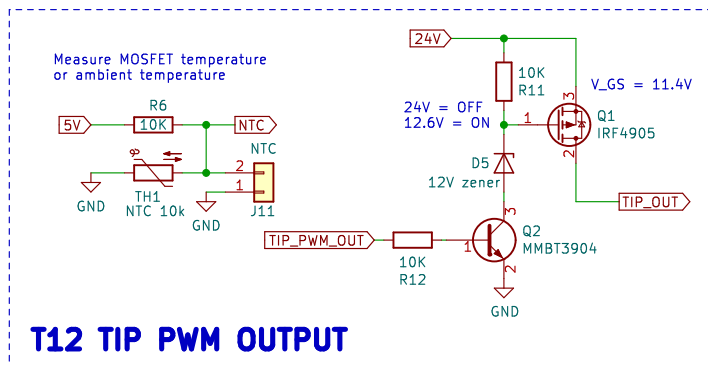 Measure MOSFET temperature
or ambient temperature
R6
5V
10K
NTC
NTC
2
1
J11
TH1
NTC 10k
GND
GND
24V
10K
R11
24V = OFF
12.6V = ON
V_GS = 11.4V
3
1
2
Q1
IRF4905
D5
12V zener
TIP_OUT
TIP_PWM_OUT
10K
R12
3
1
2
Q2
MMBT3904
GND
T12 TIP PWM OUTPUT